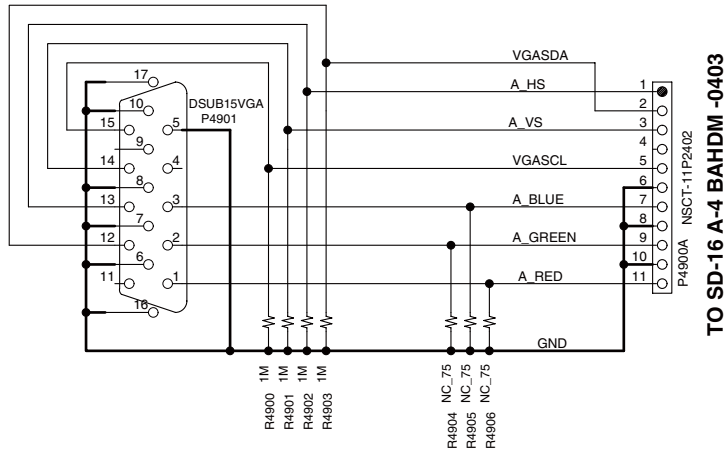 17
10
15
9
14
8
13
7
12
6
11
16
DSUB15VGA
P4901
5
4
3
2
1
VGASDA
A_HS
A_VS
VGASCL
A_BLUE
A_GREEN
A_RED
GND
1
2
3
4
5
6
7
8
9
10
11
NSCT-11P2402
P4900A
TO SD-16 A-4 BAHDM -0403
R4900 1M
R4901 1M
R4902 1M
R4903 1M
R4904 NC_75
R4905 NC_75
R4906 NC_75